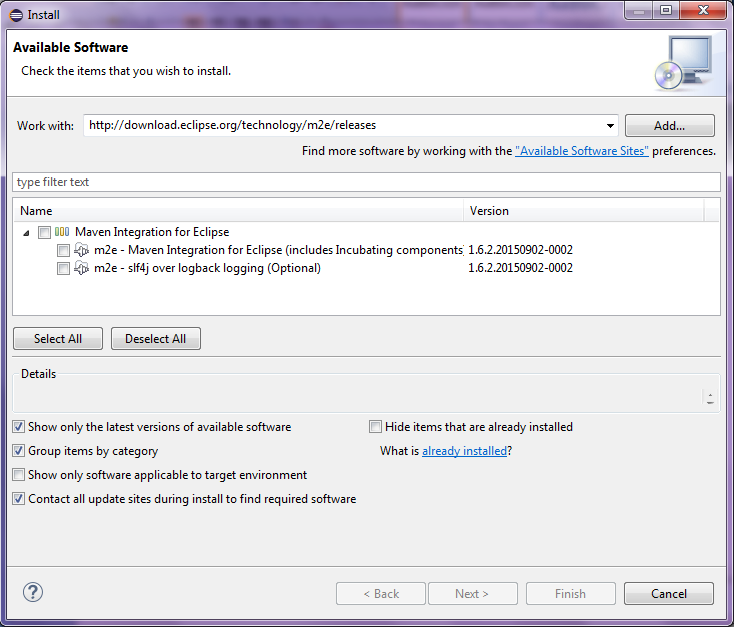 Install
Available Software
Check the items that you wish to install.
Work with: http://download.eclipse.org/technology/m2e/releases Add...
Find more software by working with the "Available Software Sites" preferences.
type filter text
Name Version
Maven Integration for Eclipse
m2e - Maven Integration for Eclipse (includes Incubating components 1.6.2.20150902-0002
m2e - slf4j over logback logging (Optional) 1.6.2.20150902-0002
Select All Deselect All
Details
Show only the latest versions of available software Hide items that are already installed
Group items by category What is already installed?
Show only software applicable to target environment
Contact all update sites during install to find required software
? < Back Next > Finish Cancel